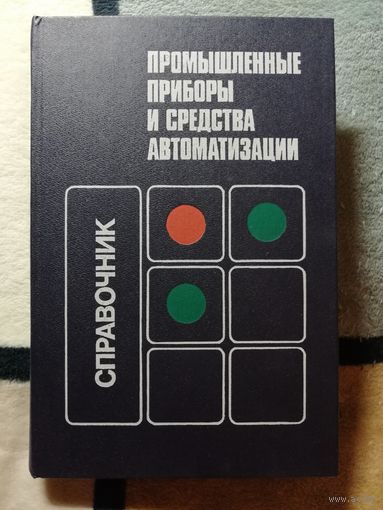 ПРОМЫШЛЕННЫЕ
ПРИБОРЫ
И СРЕДСТВА
АВТОМАТИЗАЦИИ
СПРАВОЧНИК